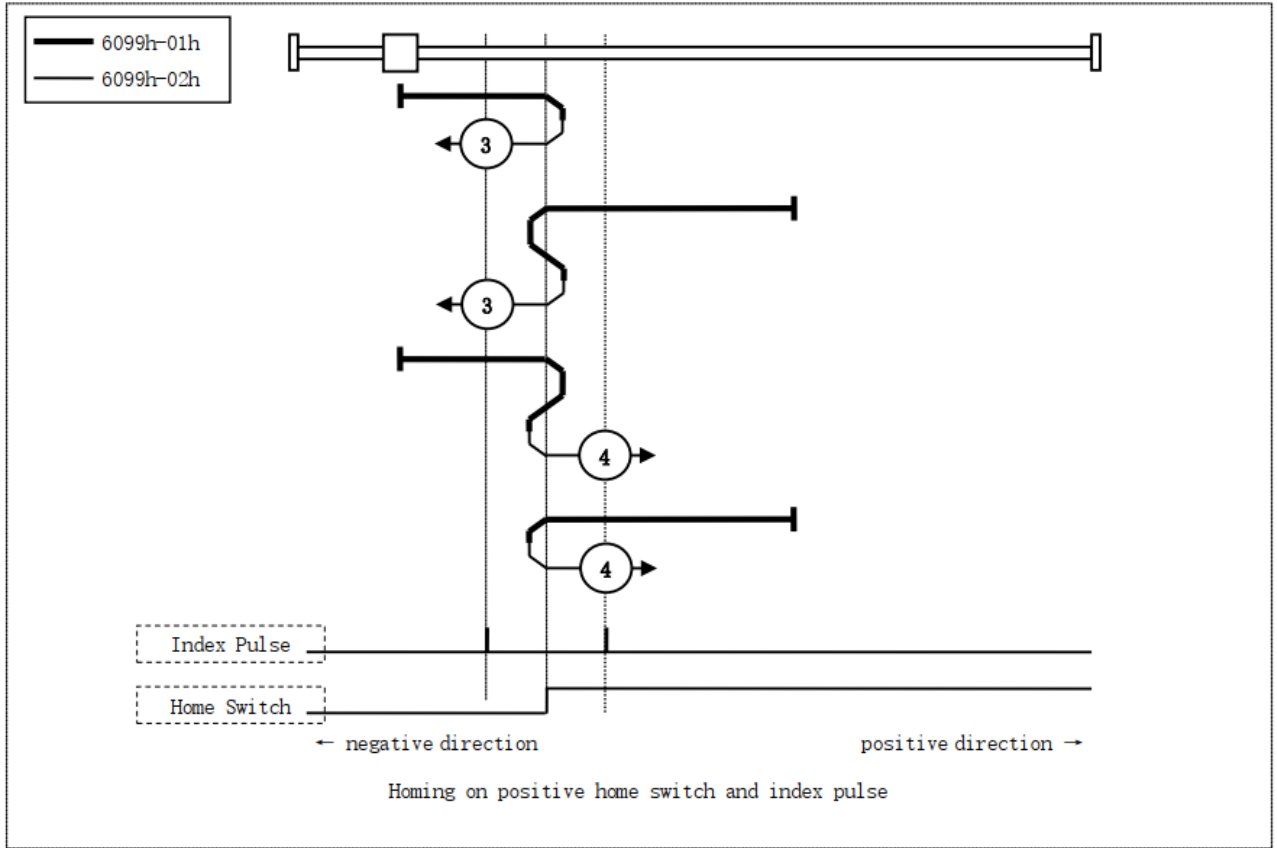 6099h-01h
6099h-02h
3
3
4
4
Index Pulse
Home Switch
← negative direction
positive direction →
Homing on positive home switch and index pulse